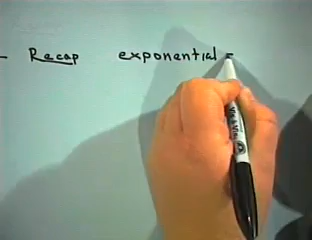 - Recap exponential =